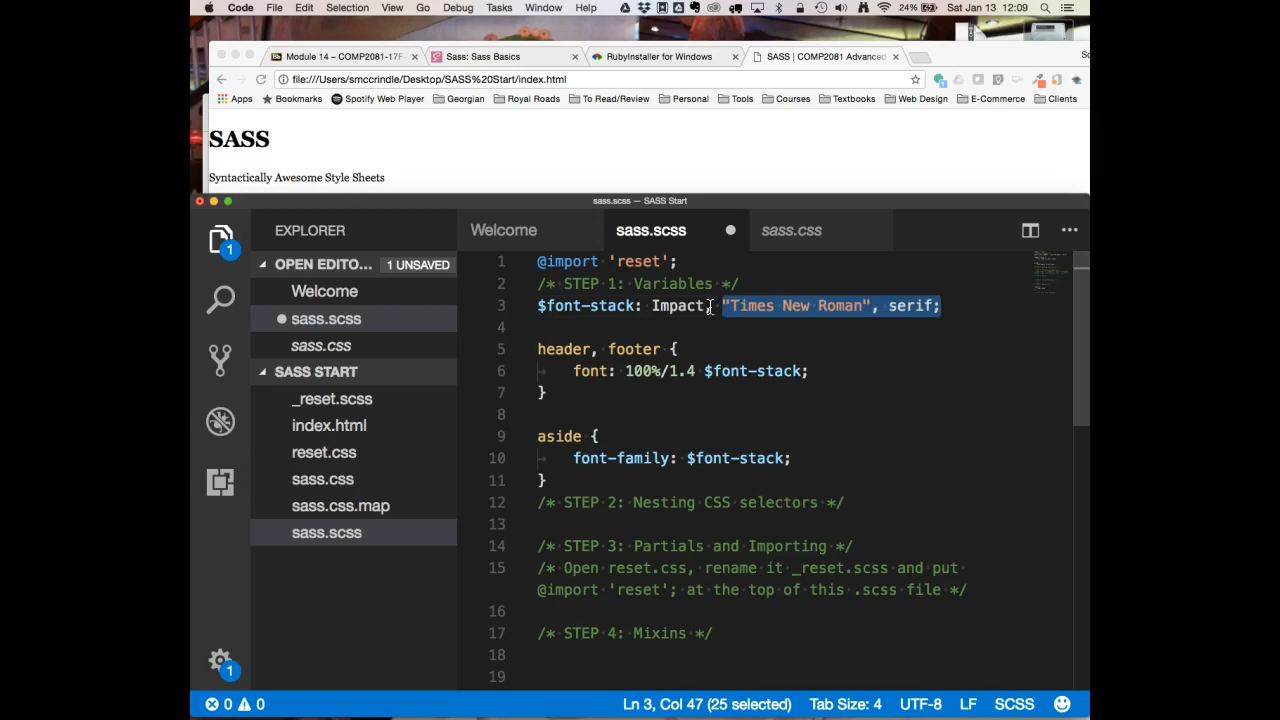 Code File Edit Selection View Go Debug Tasks Window Help 24% Sat Jan 13 12:09
Module 14 – COMP2081-17F- Sass: Sass Basics RubyInstaller for Windows SASS | COMP2081 Advanced
file:///Users/smccrindle/Desktop/SASS%20Start/index.html
Apps Bookmarks Spotify Web Player Georgian Royal Roads To Read/Review Personal Tools Courses Textbooks Web Design E-Commerce Clients
SASS
Syntactically Awesome Style Sheets
sass.scss — SASS Start
EXPLORER Welcome sass.scss sass.css
OPEN EDITO... 1 UNSAVED
Welcome
sass.scss
sass.css
SASS START
_reset.scss
index.html
reset.css
sass.css
sass.css.map
sass.scss
1
1
1 @import 'reset';
2 /* STEP 1: Variables */
3 $font-stack: Impact, "Times New Roman", serif;
4
5 header, footer {
6 font: 100%/1.4 $font-stack;
7 }
8
9 aside {
10 font-family: $font-stack;
11 }
12 /* STEP 2: Nesting CSS selectors */
13
14 /* STEP 3: Partials and Importing */
15 /* Open reset.css, rename it _reset.scss and put
@import 'reset'; at the top of this .scss file */
16
17 /* STEP 4: Mixins */
18
19
0 0 Ln 3, Col 47 (25 selected) Tab Size: 4 UTF-8 LF SCSS